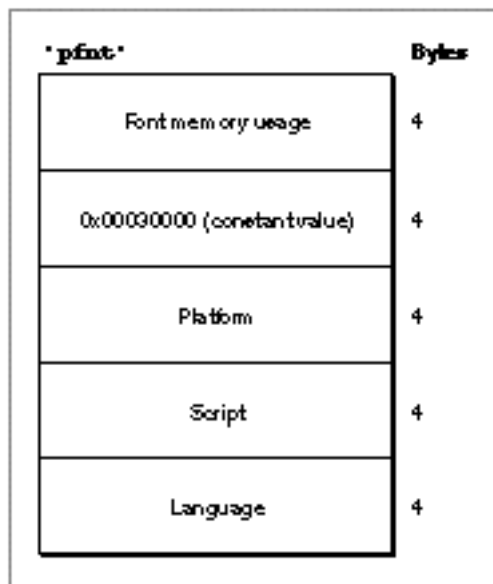 'pfnt' Bytes
Font memory usage 4
0x00030000 (constant value) 4
Platform 4
Script 4
Language 4